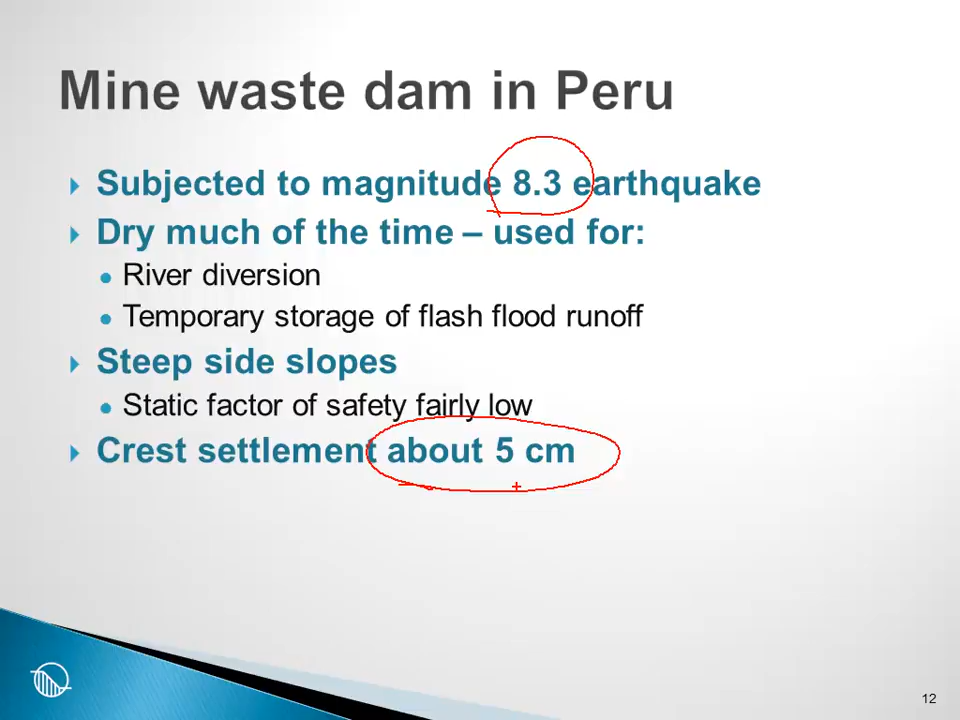 Mine waste dam in Peru
Subjected to magnitude 8.3 earthquake
Dry much of the time – used for:
River diversion
Temporary storage of flash flood runoff
Steep side slopes
Static factor of safety fairly low
Crest settlement about 5 cm
12